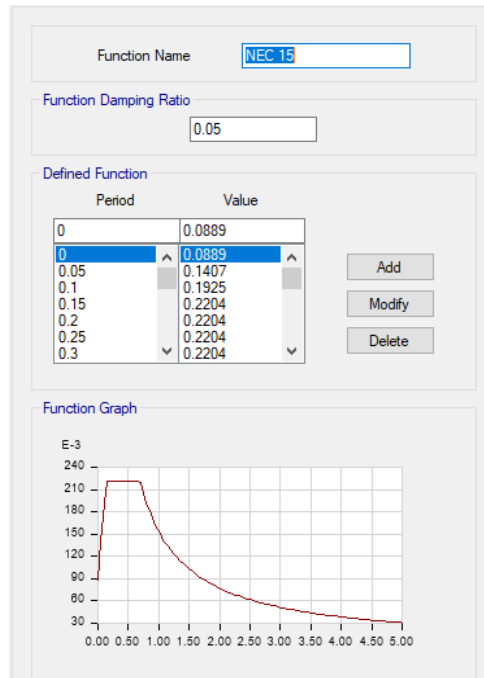 Function Name NEC 15
Function Damping Ratio
0.05
Defined Function
Period Value
0 0.0889
0 0.0889
0.05 0.1407
0.1 0.1925
0.15 0.2204
0.2 0.2204
0.25 0.2204
0.3 0.2204
Add
Modify
Delete
Function Graph
E-3
240
210
180
150
120
90
60
30
0.00 0.50 1.00 1.50 2.00 2.50 3.00 3.50 4.00 4.50 5.00